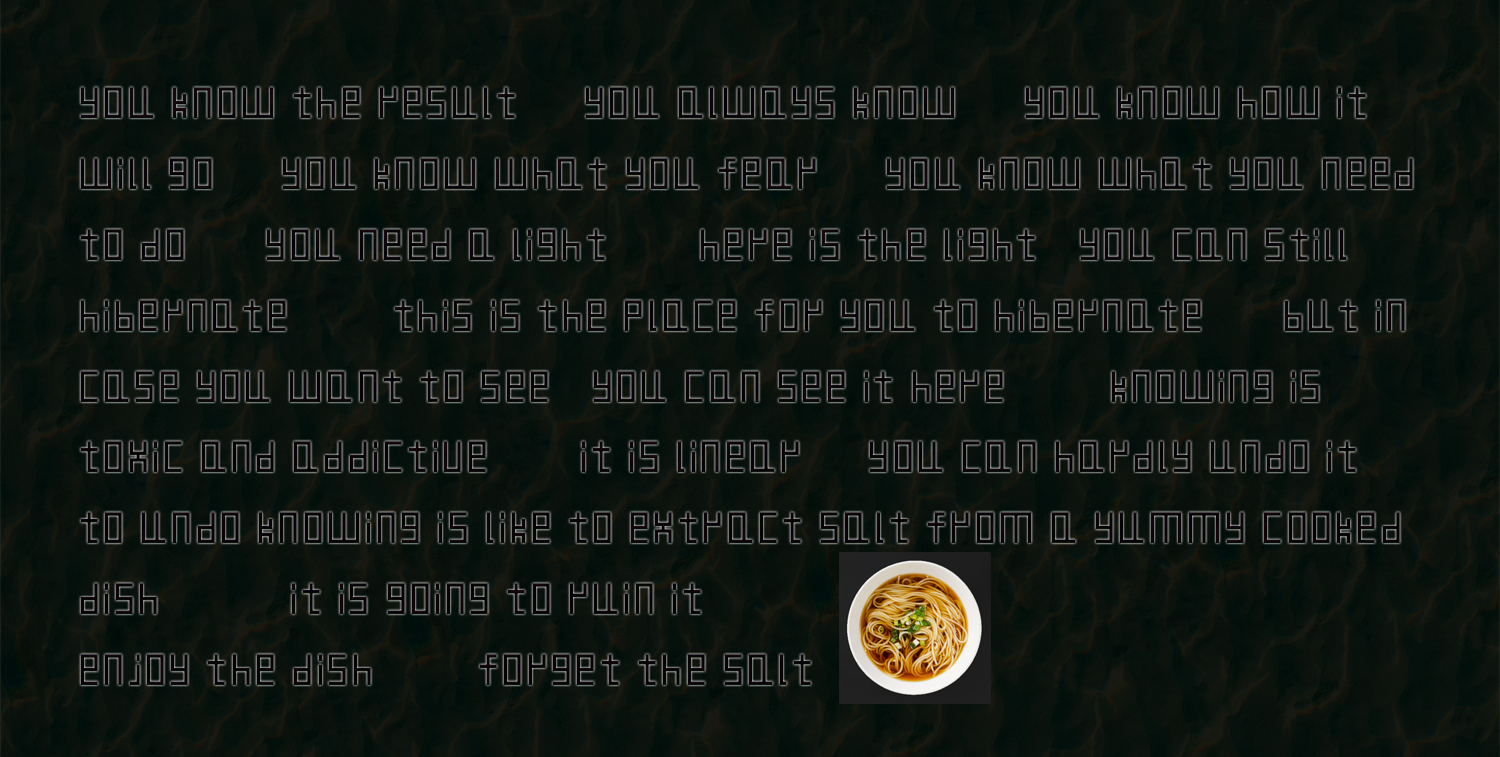 you know the result you always know you know how it
will go you know what you fear you know what you need
to do you need a light here is the light you can still
hibernate this is the place for you to hibernate but in
case you want to see you can see it here knowing is
toxic and addictive it is linear you can hardly undo it
to undo knowing is like to extract salt from a yummy cooked
dish it is going to ruin it
enjoy the dish forget the salt